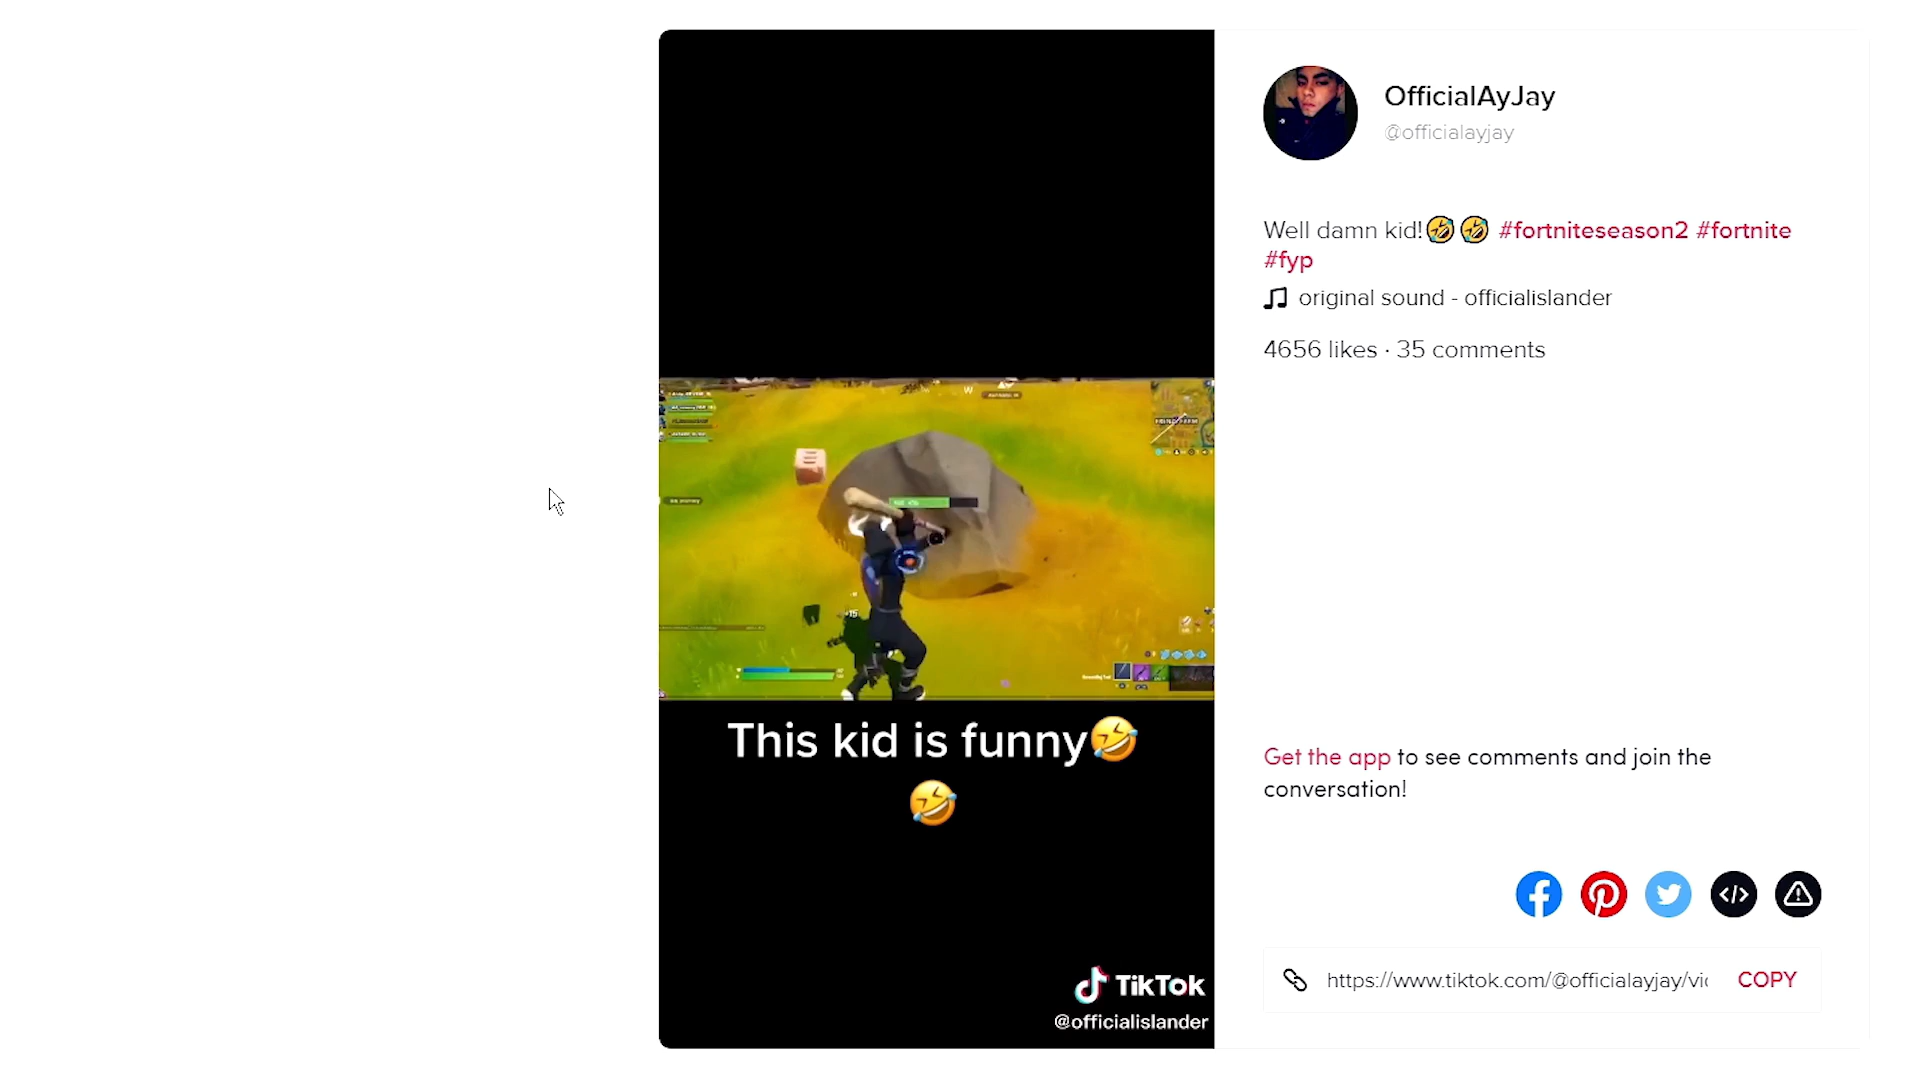 OfficialAyJay
@officialayjay
Well damn kid!🤣🤣 #fortniteseason2 #fortnite
#fyp
original sound - officialislander
4656 likes · 35 comments
W
+15
This kid is funny🤣
🤣
TikTok
@officialislander
Get the app to see comments and join the
conversation!
https://www.tiktok.com/@officialayjay/vi
COPY